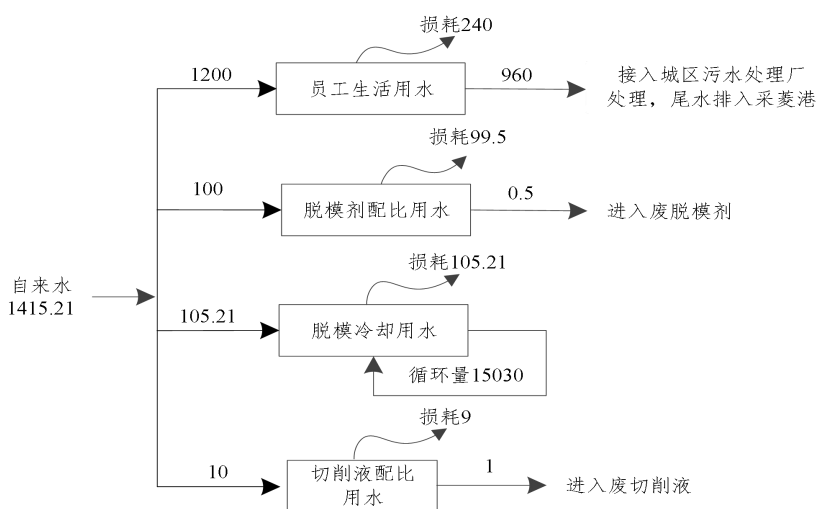 损耗240
1200
员工生活用水
960
接入城区污水处理厂
处理，尾水排入采菱港
损耗99.5
100
脱模剂配比用水
0.5
进入废脱模剂
自来水
1415.21
损耗105.21
105.21
脱模冷却用水
循环量15030
损耗9
10
切削液配比
用水
1
进入废切削液